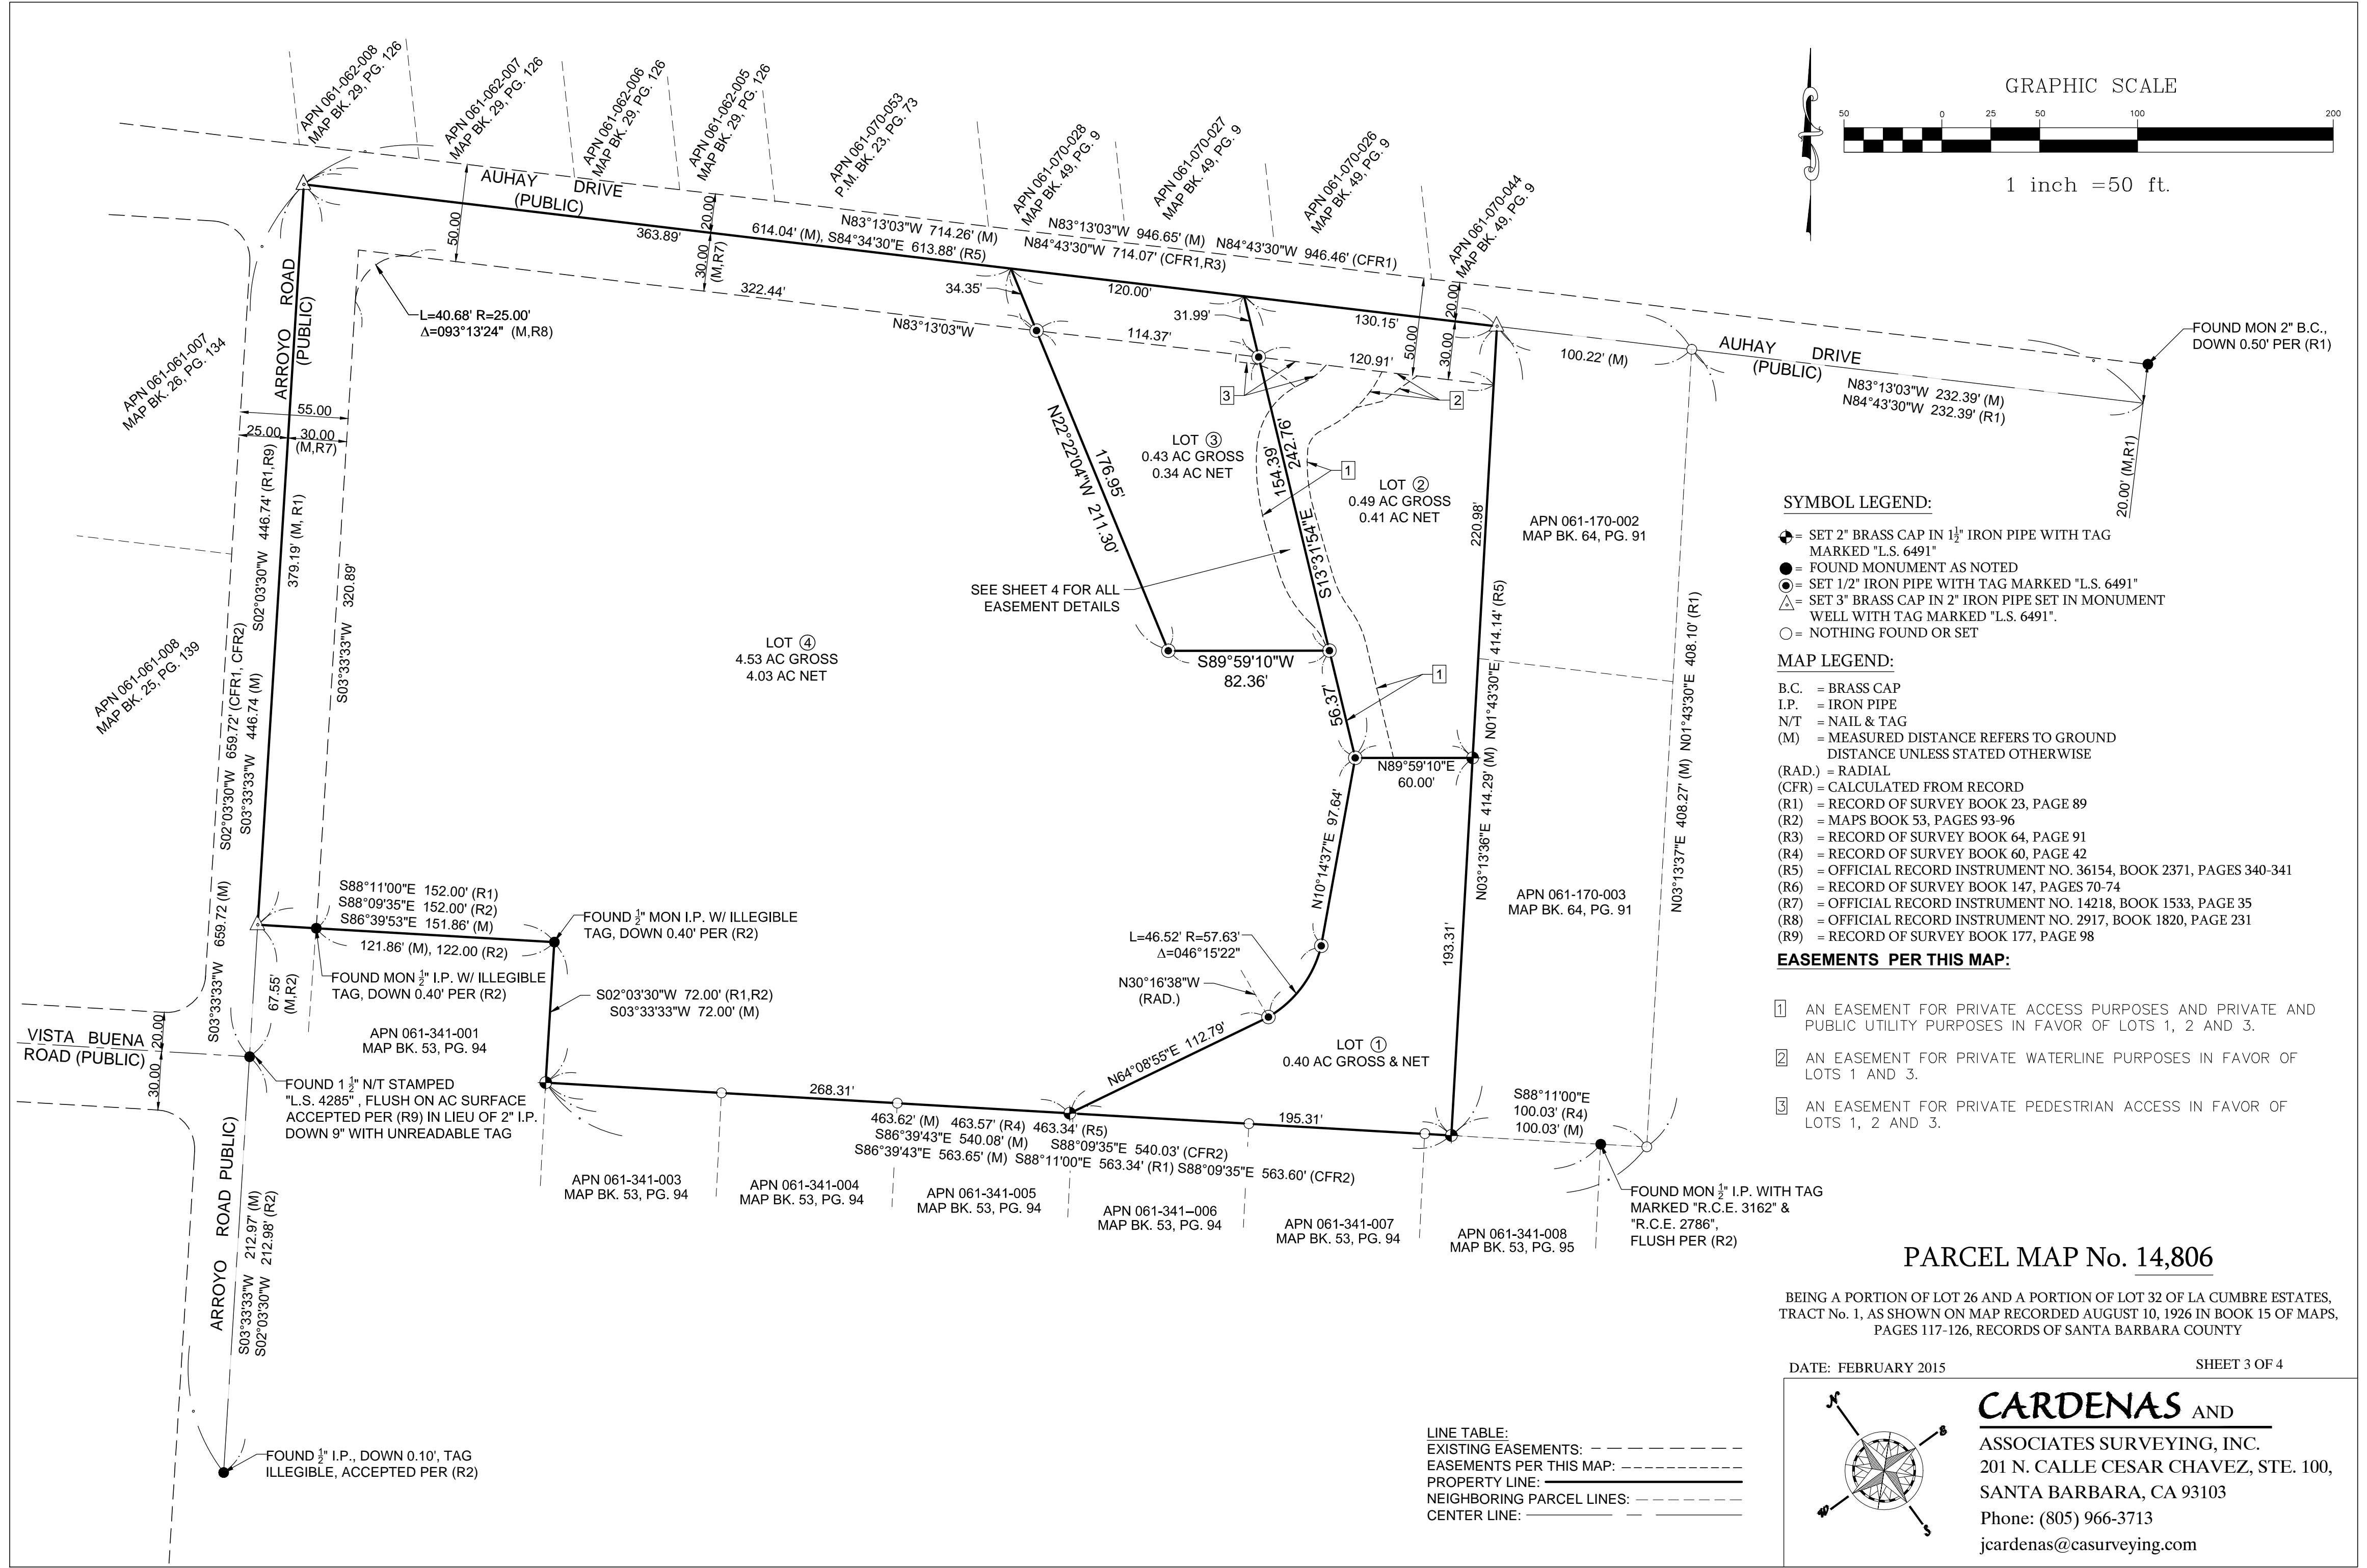 APN 061-062-008
MAP BK. 29, PG. 126
APN 061-062-007
MAP BK. 29, PG. 126
APN 061-062-006
MAP BK. 29, PG. 126
APN 061-062-005
MAP BK. 29, PG. 126
APN 061-070-053
P.M. BK. 23, PG. 73
APN 061-070-028
MAP BK. 49, PG. 9
APN 061-070-027
MAP BK. 49, PG. 9
APN 061-070-026
MAP BK. 49, PG. 9
APN 061-070-044
MAP BK. 49, PG. 9
GRAPHIC SCALE
50 0 25 50 100 200
1 inch =50 ft.
AUHAY DRIVE
(PUBLIC)
50.00
363.89'
20.00
30.00
(M,R7)
N83°13'03"W 714.26' (M)
614.04' (M), S84°34'30"E 613.88' (R5)
N83°13'03"W 946.65' (M) N84°43'30"W 946.46' (CFR1)
N84°43'30"W 714.07' (CFR1,R3)
322.44'
N83°13'03"W
34.35'
120.00'
31.99'
130.15'
114.37'
120.91'
50.00
20.00
30.00
100.22' (M)
AUHAY DRIVE
(PUBLIC)
N83°13'03"W 232.39' (M)
N84°43'30"W 232.39' (R1)
FOUND MON 2" B.C.,
DOWN 0.50' PER (R1)
20.00' (M,R1)
L=40.68' R=25.00'
Δ=093°13'24" (M,R8)
ARROYO ROAD
(PUBLIC)
APN 061-061-007
MAP BK. 26, PG. 134
55.00
25.00 30.00
(M,R7)
S02°03'30"W 446.74' (R1,R9)
379.19' (M, R1)
S03°33'33"W 320.89'
APN 061-061-008
MAP BK. 25, PG. 139
S02°03'30"W 659.72' (CFR1, CFR2)
S03°33'33"W 446.74 (M)
S03°33'33"W 659.72 (M)
3
2
1
LOT 3
0.43 AC GROSS
0.34 AC NET
LOT 2
0.49 AC GROSS
0.41 AC NET
N22°22'04"W 211.30'
176.95'
154.39'
242.76'
S13°31'54"E
220.98'
APN 061-170-002
MAP BK. 64, PG. 91
SEE SHEET 4 FOR ALL
EASEMENT DETAILS
LOT 4
4.53 AC GROSS
4.03 AC NET
S89°59'10"W
82.36'
56.37'
1
N89°59'10"E
60.00'
N03°13'36"E 414.29' (M) N01°43'30"E 414.14' (R5)
N03°13'37"E 408.27' (M) N01°43'30"E 408.10' (R1)
N10°14'37"E 97.64'
193.31'
APN 061-170-003
MAP BK. 64, PG. 91
S88°11'00"E 152.00' (R1)
S88°09'35"E 152.00' (R2)
S86°39'53"E 151.86' (M)
121.86' (M), 122.00 (R2)
FOUND ½" MON I.P. W/ ILLEGIBLE
TAG, DOWN 0.40' PER (R2)
FOUND MON ½" I.P. W/ ILLEGIBLE
TAG, DOWN 0.40' PER (R2)
67.55'
(M,R2)
S02°03'30"W 72.00' (R1,R2)
S03°33'33"W 72.00' (M)
APN 061-341-001
MAP BK. 53, PG. 94
VISTA BUENA
ROAD (PUBLIC)
20.00
30.00
FOUND 1 ½" N/T STAMPED
"L.S. 4285" , FLUSH ON AC SURFACE
ACCEPTED PER (R9) IN LIEU OF 2" I.P.
DOWN 9" WITH UNREADABLE TAG
L=46.52' R=57.63'
Δ=046°15'22"
N30°16'38"W
(RAD.)
N64°08'55"E 112.79'
LOT 1
0.40 AC GROSS & NET
268.31'
195.31'
463.62' (M) 463.57' (R4) 463.34' (R5)
S86°39'43"E 540.08' (M) S88°09'35"E 540.03' (CFR2)
S86°39'43"E 563.65' (M) S88°11'00"E 563.34' (R1) S88°09'35"E 563.60' (CFR2)
S88°11'00"E
100.03' (R4)
100.03' (M)
APN 061-341-003
MAP BK. 53, PG. 94
APN 061-341-004
MAP BK. 53, PG. 94
APN 061-341-005
MAP BK. 53, PG. 94
APN 061-341--006
MAP BK. 53, PG. 94
APN 061-341-007
MAP BK. 53, PG. 94
APN 061-341-008
MAP BK. 53, PG. 95
FOUND MON ½" I.P. WITH TAG
MARKED "R.C.E. 3162" &
"R.C.E. 2786",
FLUSH PER (R2)
ARROYO ROAD PUBLIC)
S03°33'33"W 212.97' (M)
S02°03'30"W 212.98' (R2)
FOUND ½" I.P., DOWN 0.10', TAG
ILLEGIBLE, ACCEPTED PER (R2)
SYMBOL LEGEND:
= SET 2" BRASS CAP IN 1½" IRON PIPE WITH TAG
MARKED "L.S. 6491"
= FOUND MONUMENT AS NOTED
= SET 1/2" IRON PIPE WITH TAG MARKED "L.S. 6491"
= SET 3" BRASS CAP IN 2" IRON PIPE SET IN MONUMENT
WELL WITH TAG MARKED "L.S. 6491".
= NOTHING FOUND OR SET
MAP LEGEND:
B.C. = BRASS CAP
I.P. = IRON PIPE
N/T = NAIL & TAG
(M) = MEASURED DISTANCE REFERS TO GROUND
DISTANCE UNLESS STATED OTHERWISE
(RAD.) = RADIAL
(CFR) = CALCULATED FROM RECORD
(R1) = RECORD OF SURVEY BOOK 23, PAGE 89
(R2) = MAPS BOOK 53, PAGES 93-96
(R3) = RECORD OF SURVEY BOOK 64, PAGE 91
(R4) = RECORD OF SURVEY BOOK 60, PAGE 42
(R5) = OFFICIAL RECORD INSTRUMENT NO. 36154, BOOK 2371, PAGES 340-341
(R6) = RECORD OF SURVEY BOOK 147, PAGES 70-74
(R7) = OFFICIAL RECORD INSTRUMENT NO. 14218, BOOK 1533, PAGE 35
(R8) = OFFICIAL RECORD INSTRUMENT NO. 2917, BOOK 1820, PAGE 231
(R9) = RECORD OF SURVEY BOOK 177, PAGE 98
EASEMENTS PER THIS MAP:
1 AN EASEMENT FOR PRIVATE ACCESS PURPOSES AND PRIVATE AND
PUBLIC UTILITY PURPOSES IN FAVOR OF LOTS 1, 2 AND 3.
2 AN EASEMENT FOR PRIVATE WATERLINE PURPOSES IN FAVOR OF
LOTS 1 AND 3.
3 AN EASEMENT FOR PRIVATE PEDESTRIAN ACCESS IN FAVOR OF
LOTS 1, 2 AND 3.
PARCEL MAP No. 14,806
BEING A PORTION OF LOT 26 AND A PORTION OF LOT 32 OF LA CUMBRE ESTATES,
TRACT No. 1, AS SHOWN ON MAP RECORDED AUGUST 10, 1926 IN BOOK 15 OF MAPS,
PAGES 117-126, RECORDS OF SANTA BARBARA COUNTY
DATE: FEBRUARY 2015
SHEET 3 OF 4
LINE TABLE:
EXISTING EASEMENTS:
EASEMENTS PER THIS MAP:
PROPERTY LINE:
NEIGHBORING PARCEL LINES:
CENTER LINE:
N
S
CARDENAS AND
ASSOCIATES SURVEYING, INC.
201 N. CALLE CESAR CHAVEZ, STE. 100,
SANTA BARBARA, CA 93103
Phone: (805) 966-3713
jcardenas@casurveying.com